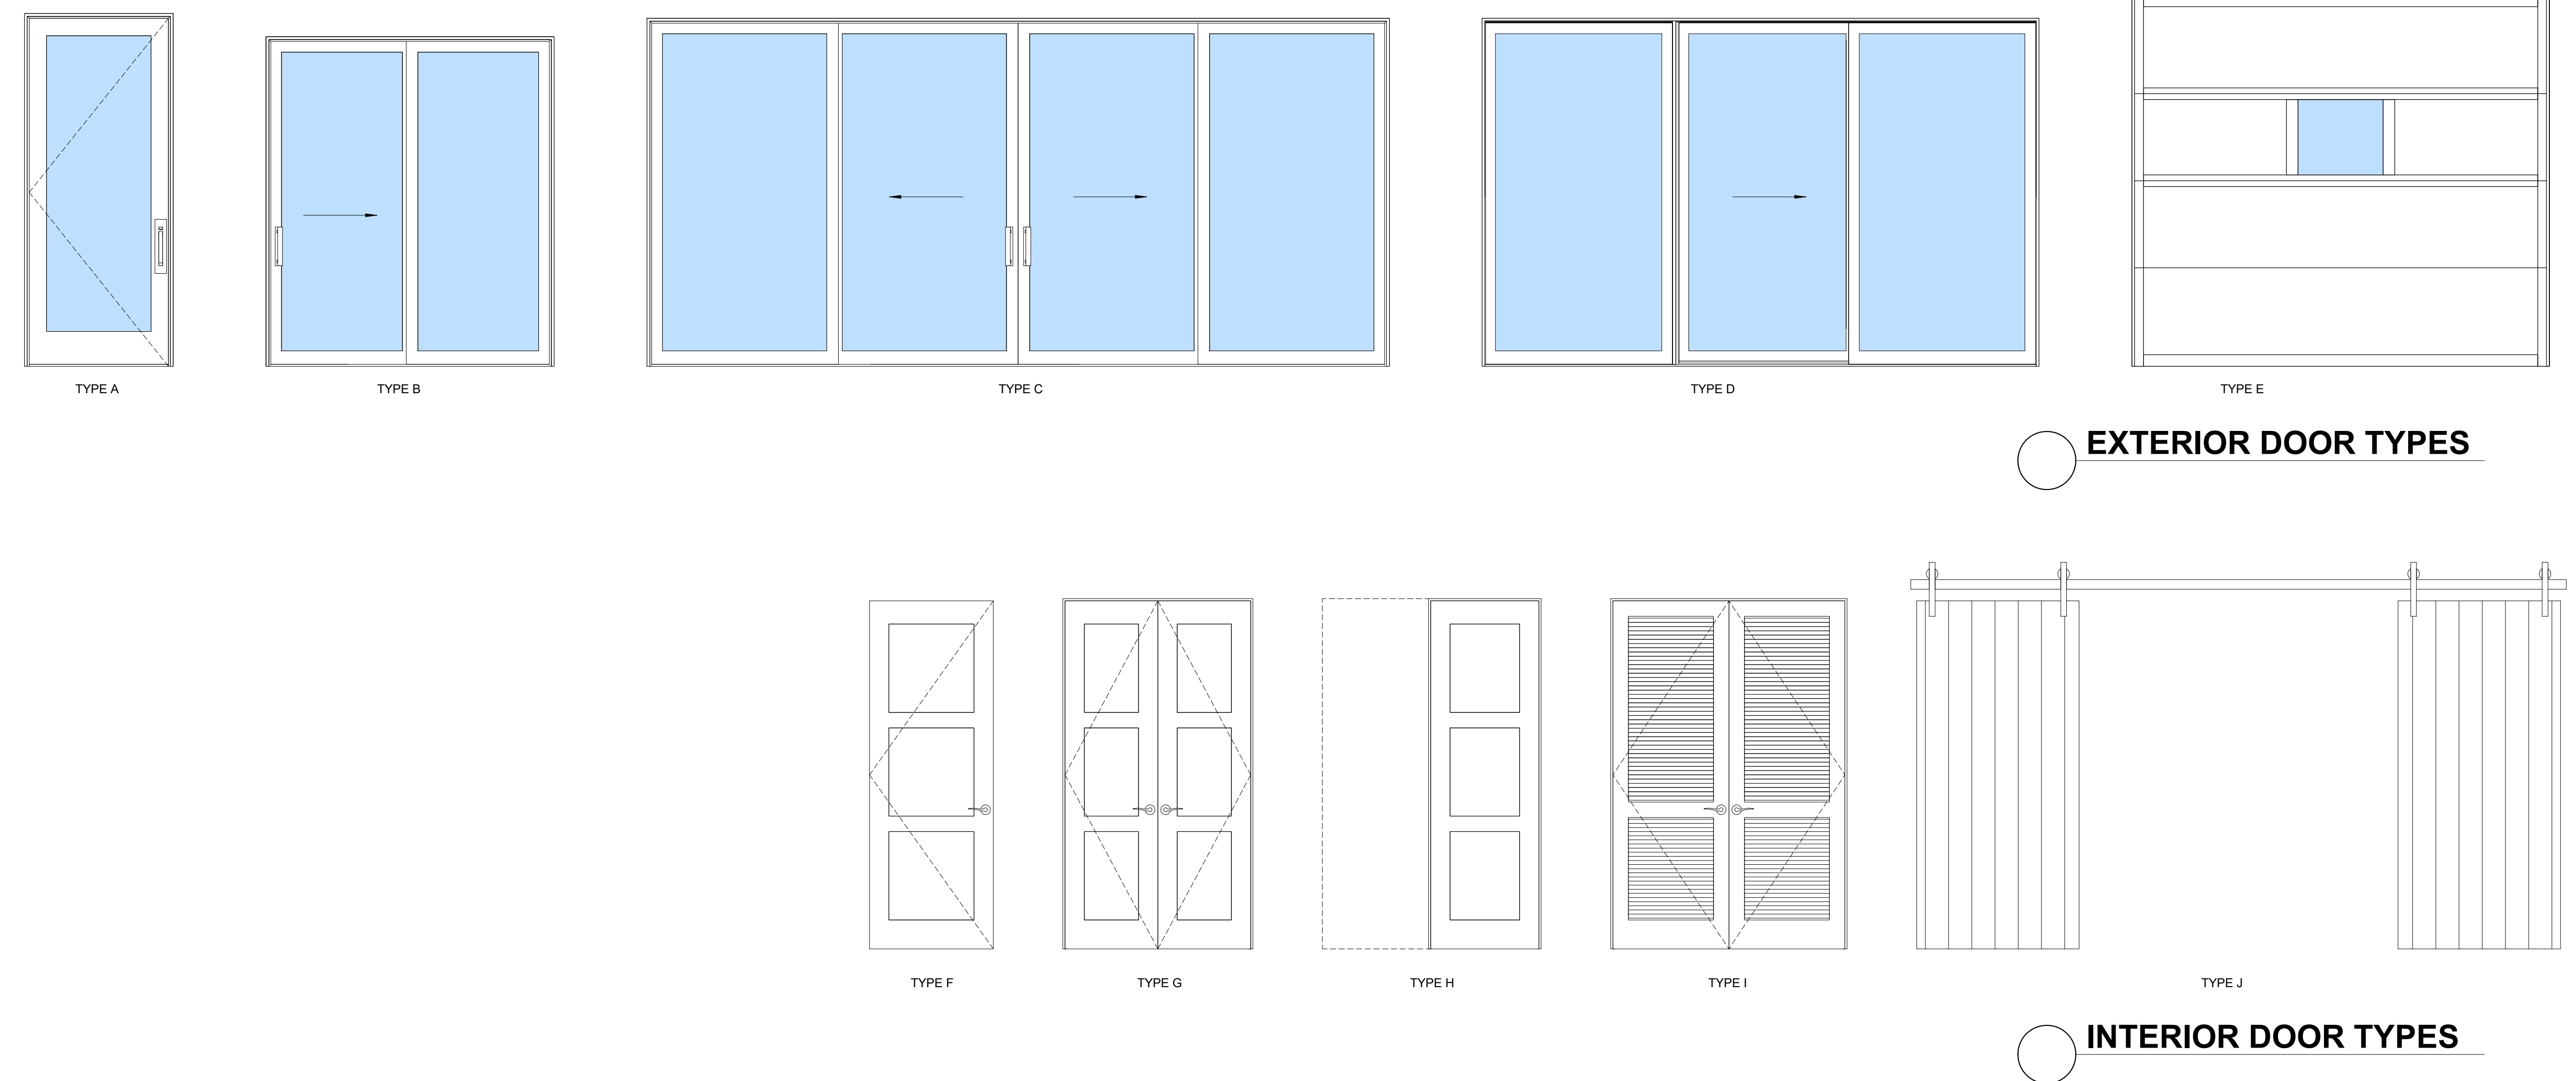 TYPE A
TYPE B
TYPE C
TYPE D
TYPE E
EXTERIOR DOOR TYPES
TYPE F
TYPE G
TYPE H
TYPE I
TYPE J
INTERIOR DOOR TYPES